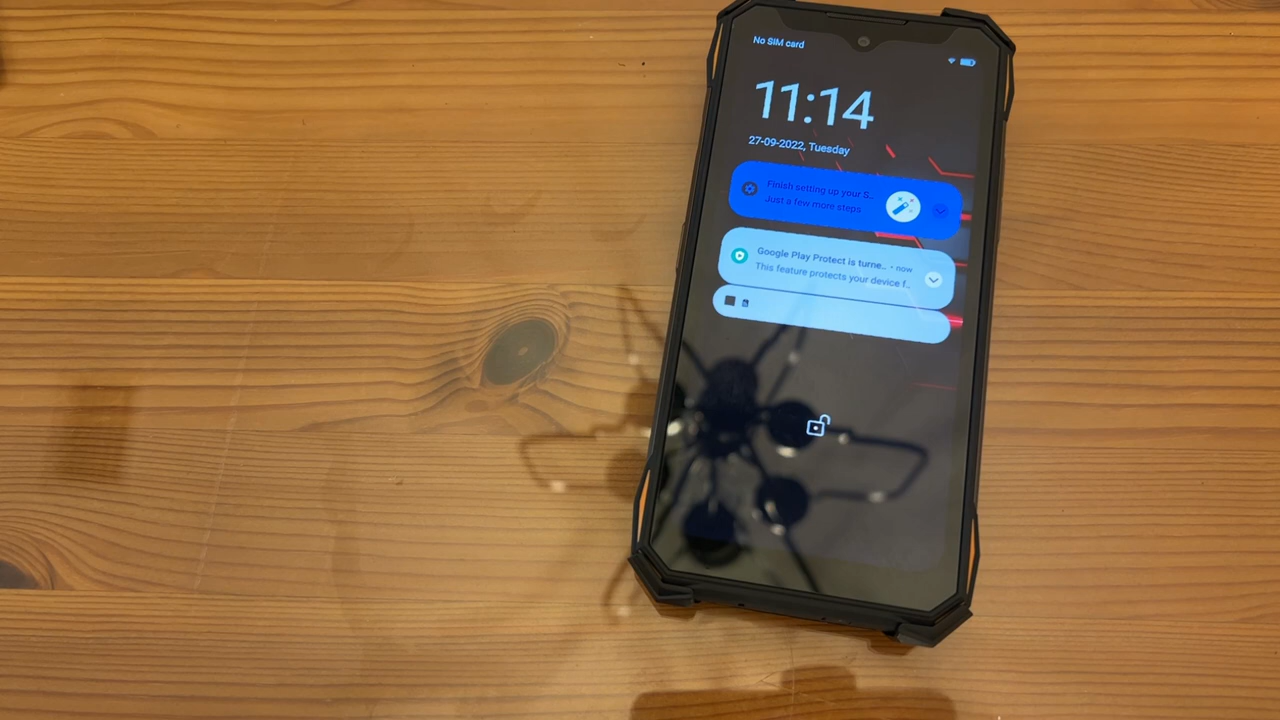 No SIM card
11:14
27-09-2022, Tuesday
Finish setting up your S..
Just a few more steps
Google Play Protect is turne.. • now
This feature protects your device f..